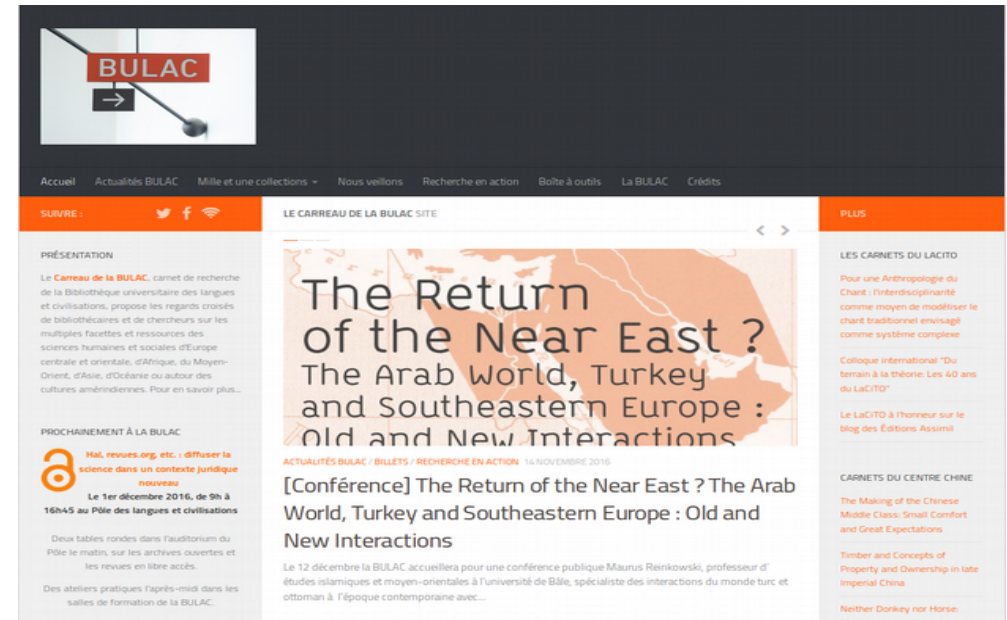 BULAC
Accueil Actualités BULAC Mille et une collections Nous veillons Recherche en action Boîte à outils La BULAC Crédits
SUIVRE :
PRÉSENTATION
Le Carreau de la BULAC, carnet de recherche
de la Bibliothèque universitaire des langues
et civilisations, propose les regards croisés
de bibliothécaires et de chercheurs sur les
multiples facettes et ressources des
sciences humaines et sociales d'Europe
centrale et orientale, d'Afrique, du Moyen-
Orient, d'Asie, d'Océanie ou autour des
cultures amérindiennes. Pour en savoir plus...
PROCHAINEMENT À LA BULAC
Hal, revues.org, etc. : diffuser la
science dans un contexte juridique
nouveau
Le 1er décembre 2016, de 9h à
16h45 au Pôle des langues et civilisations
Deux tables rondes dans l'auditorium du
Pôle le matin, sur les archives ouvertes et
les revues en libre accès.
Des ateliers pratiques l'après-midi dans les
salles de formation de la BULAC.
LE CARREAU DE LA BULAC SITE
The Return
of the Near East ?
The Arab World, Turkey
and Southeastern Europe :
Old and New Interactions
ACTUALITÉS BULAC / BILLETS / RECHERCHE EN ACTION 14 NOVEMBRE 2016
[Conférence] The Return of the Near East ? The Arab
World, Turkey and Southeastern Europe : Old and
New Interactions
Le 12 décembre la BULAC accueillera pour une conférence publique Maurus Reinkowski, professeur d'
études islamiques et moyen-orientales à l'université de Bâle, spécialiste des interactions du monde turc et
ottoman à l'époque contemporaine avec...
PLUS
LES CARNETS DU LACITO
Pour une Anthropologie du
Chant : l'interdisciplinarité
comme moyen de modéliser le
chant traditionnel envisagé
comme système complexe
Colloque international "Du
terrain à la théorie: Les 40 ans
du LaCiTO"
Le LaCiTO à l'honneur sur le
blog des Éditions Assimil
CARNETS DU CENTRE CHINE
The Making of the Chinese
Middle Class: Small Comfort
and Great Expectations
Timber and Concepts of
Property and Ownership in late
Imperial China
Neither Donkey nor Horse: